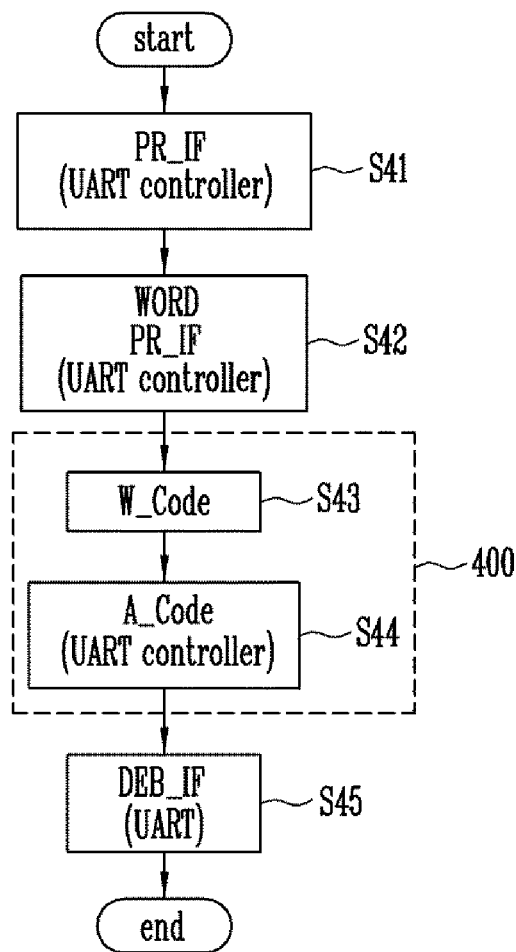 start
PR_IF
(UART controller)
S41
WORD
PR_IF
(UART controller)
S42
W_Code
S43
A_Code
(UART controller)
S44
400
DEB_IF
(UART)
S45
end